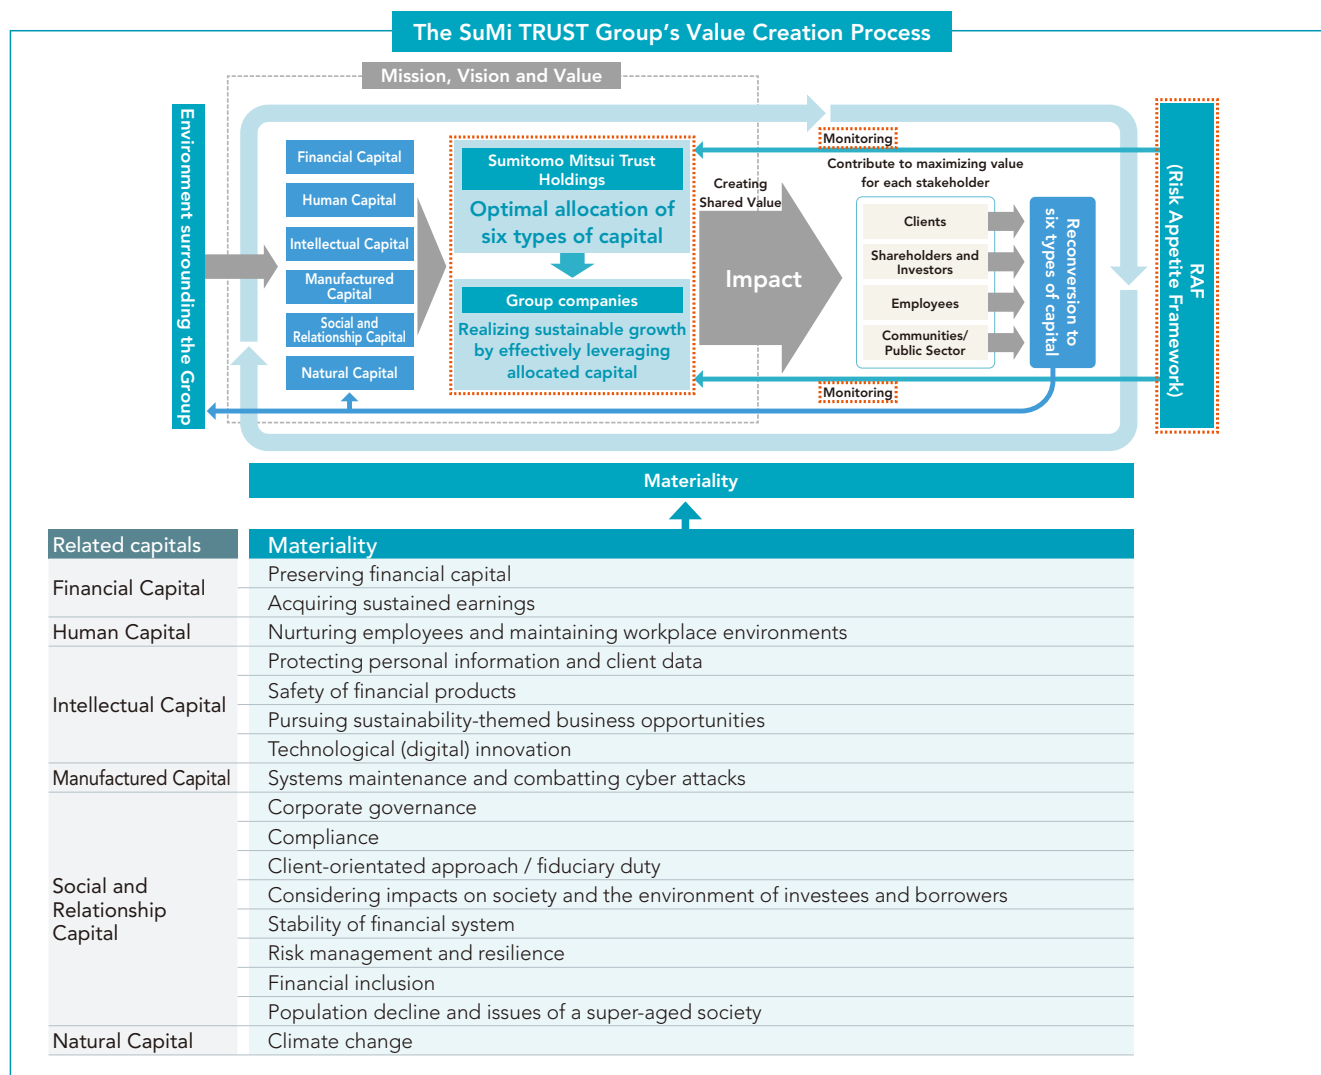 The SuMi TRUST Group's Value Creation Process
Mission, Vision and Value
Environment surrounding the Group
Financial Capital
Human Capital
Intellectual Capital
Manufactured
Capital
Social and
Relationship Capital
Natural Capital
Sumitomo Mitsui Trust
Holdings
Optimal allocation of
six types of capital
Group companies
Realizing sustainable growth
by effectively leveraging
allocated capital
Creating
Shared Value
Impact
Monitoring
Contribute to maximizing value
for each stakeholder
Clients
Shareholders and
Investors
Employees
Communities/
Public Sector
Monitoring
Reconversion to
six types of capital
RAF
(Risk Appetite Framework)
Materiality
Related capitals
Materiality
Financial Capital
Preserving financial capital
Acquiring sustained earnings
Human Capital
Nurturing employees and maintaining workplace environments
Intellectual Capital
Protecting personal information and client data
Safety of financial products
Pursuing sustainability-themed business opportunities
Technological (digital) innovation
Manufactured Capital
Systems maintenance and combatting cyber attacks
Social and
Relationship
Capital
Corporate governance
Compliance
Client-orientated approach / fiduciary duty
Considering impacts on society and the environment of investees and borrowers
Stability of financial system
Risk management and resilience
Financial inclusion
Population decline and issues of a super-aged society
Natural Capital
Climate change